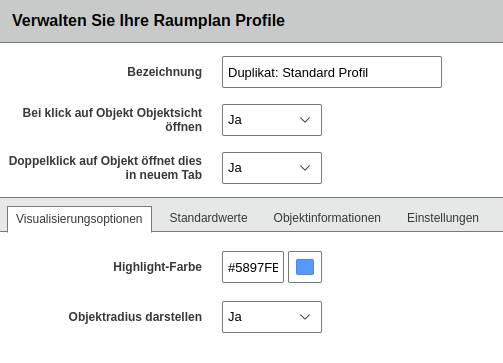 Verwalten Sie Ihre Raumplan Profile
Bezeichnung
Duplikat: Standard Profil
Bei klick auf Objekt Objektsicht
öffnen
Ja
Doppelklick auf Objekt öffnet dies
in neuem Tab
Ja
Visualisierungsoptionen Standardwerte Objektinformationen Einstellungen
Highlight-Farbe
#5897FE
Objektradius darstellen
Ja